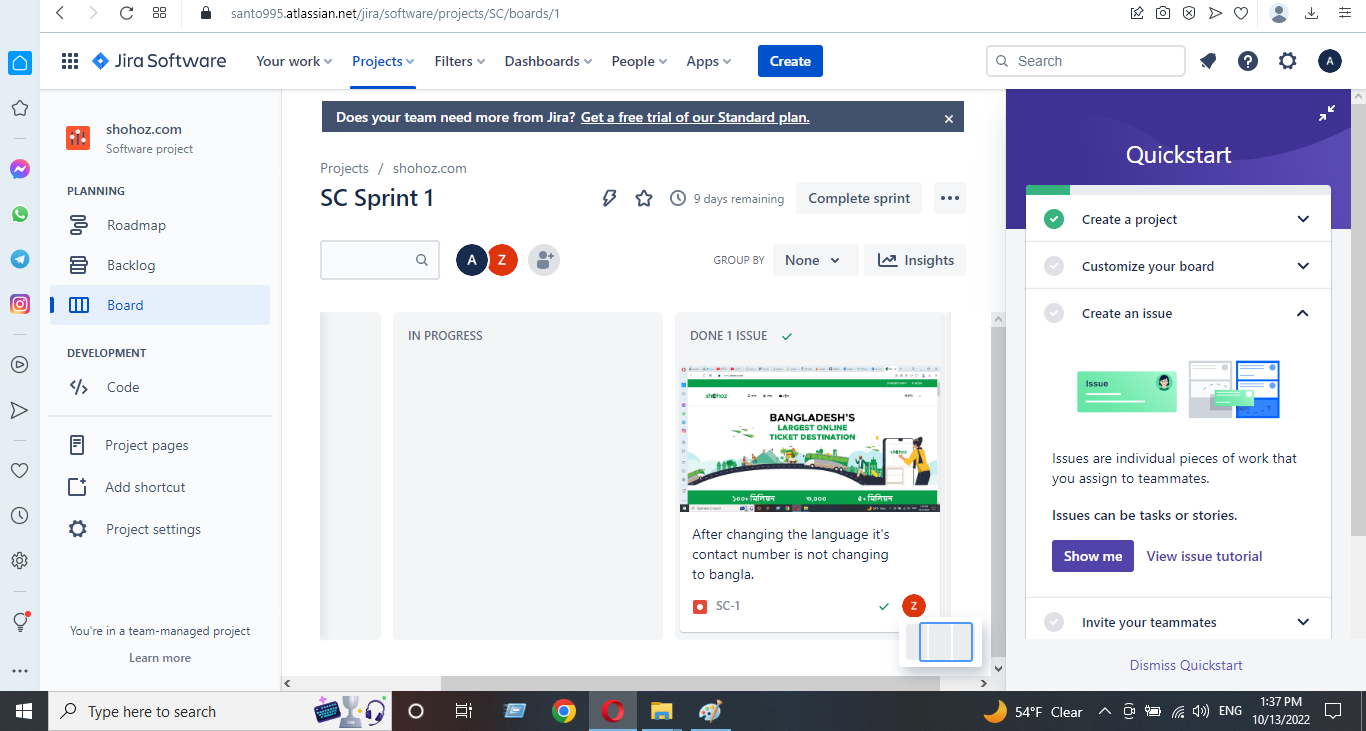 santo995.atlassian.net/jira/software/projects/SC/boards/1
Jira Software
Your work
Projects
Filters
Dashboards
People
Apps
Create
Search
A
shohoz.com
Software project
PLANNING
Roadmap
Backlog
Board
DEVELOPMENT
Code
Project pages
Add shortcut
Project settings
You're in a team-managed project
Learn more
Does your team need more from Jira? Get a free trial of our Standard plan.
Projects / shohoz.com
SC Sprint 1
9 days remaining
Complete sprint
A
Z
GROUP BY
None
Insights
IN PROGRESS
DONE 1 ISSUE
shohoz
BANGLADESH'S
LARGEST ONLINE
TICKET DESTINATION
১০০+ মিলিয়ন
৫+ মিলিয়ন
After changing the language it's
contact number is not changing
to bangla.
SC-1
Z
Quickstart
Create a project
Customize your board
Create an issue
Issue
Issues are individual pieces of work that
you assign to teammates.
Issues can be tasks or stories.
Show me
View issue tutorial
Invite your teammates
Dismiss Quickstart
Type here to search
54°F Clear
ENG
1:37 PM
10/13/2022